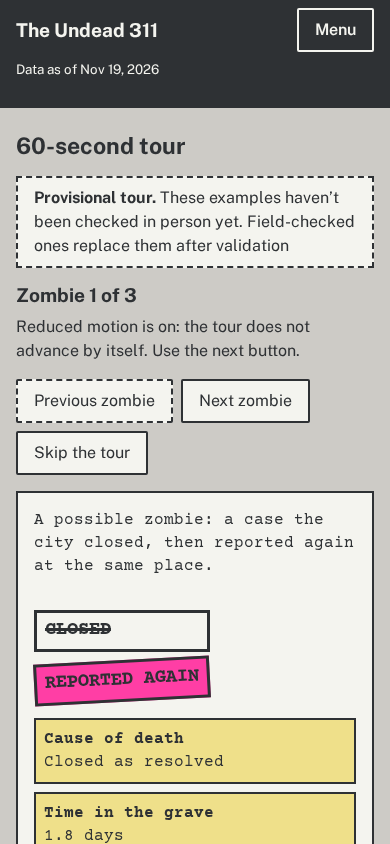 The Undead 311
Menu
Data as of Nov 19, 2026
60-second tour
Provisional tour. These examples haven’t
been checked in person yet. Field-checked
ones replace them after validation
Zombie 1 of 3
Reduced motion is on: the tour does not
advance by itself. Use the next button.
Previous zombie
Next zombie
Skip the tour
A possible zombie: a case the
city closed, then reported again
at the same place.
CLOSED
REPORTED AGAIN
Cause of death
Closed as resolved
Time in the grave
1.8 days